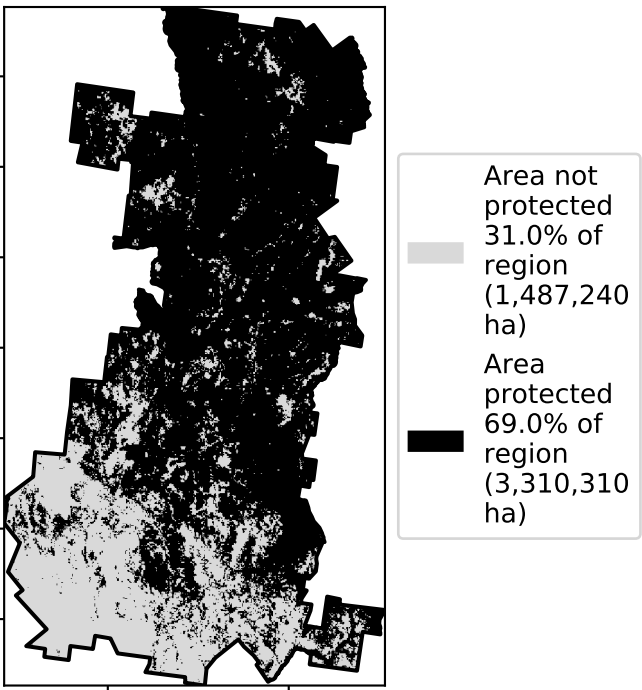 Area not
protected
31.0% of
region
(1,487,240
ha)
Area
protected
69.0% of
region
(3,310,310
ha)